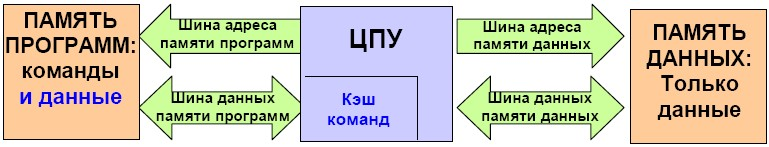 ПАМЯТЬ
ПРОГРАММ:
команды
и данные
Шина адреса
памяти программ
Шина данных
памяти программ
ЦПУ
Кэш
команд
Шина адреса
памяти данных
Шина данных
памяти данных
ПАМЯТЬ
ДАННЫХ:
Только
данные